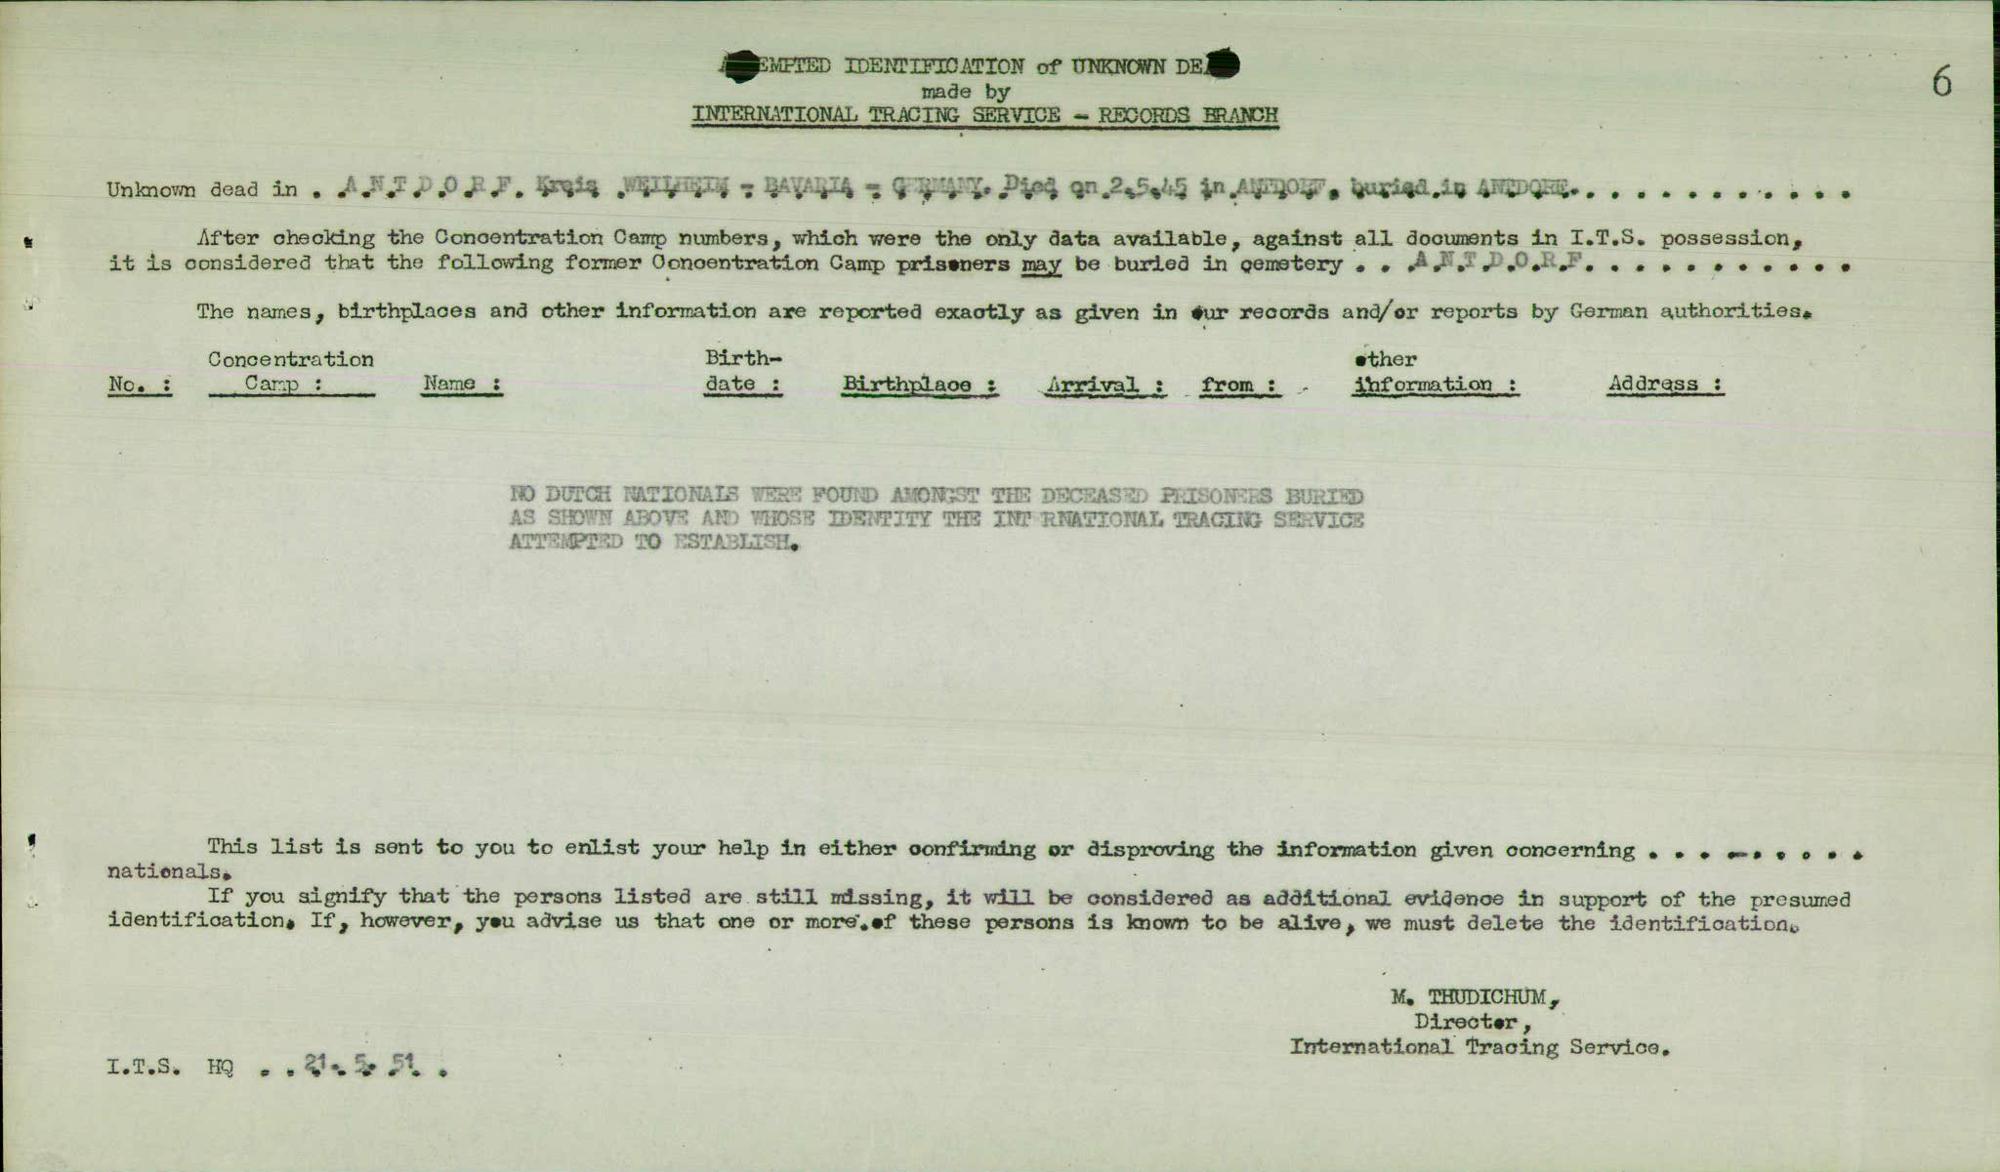 EMPTED IDENTIFICATION of UNKNOWN DE
6
made by
INTERNATIONAL TRACING SERVICE - RECORDS BRANCH
Unknown dead in . .A.N.T.D.O.R.F. Kreis .WEILHEIM - BAVARIA - GERMANY. Died on 2.5.45 in ANTDORF, buried in ANTDORF. . . . . . . . . . . .
After checking the Concentration Camp numbers, which were the only data available, against all documents in I.T.S. possession,
it is considered that the following former Concentration Camp prisoners may be buried in cemetery . . .A.N.T.D.O.R.F. . . . . . . . . . . .
The names, birthplaces and other information are reported exactly as given in our records and/or reports by German authorities.
Concentration Birth- other
No. : Camp : Name : date : Birthplace : Arrival : from : information : Address :
NO DUTCH NATIONALS WERE FOUND AMONGST THE DECEASED PRISONERS BURIED
AS SHOWN ABOVE AND WHOSE IDENTITY THE INT RNATIONAL TRACING SERVICE
ATTEMPTED TO ESTABLISH.
This list is sent to you to enlist your help in either confirming or disproving the information given concerning . . . . . . . . . .
nationals.
If you signify that the persons listed are still missing, it will be considered as additional evidence in support of the presumed
identification. If, however, you advise us that one or more of these persons is known to be alive, we must delete the identification.
M. THUDICHUM,
Director,
International Tracing Service.
I.T.S. HQ . . 21. 5. 51. .